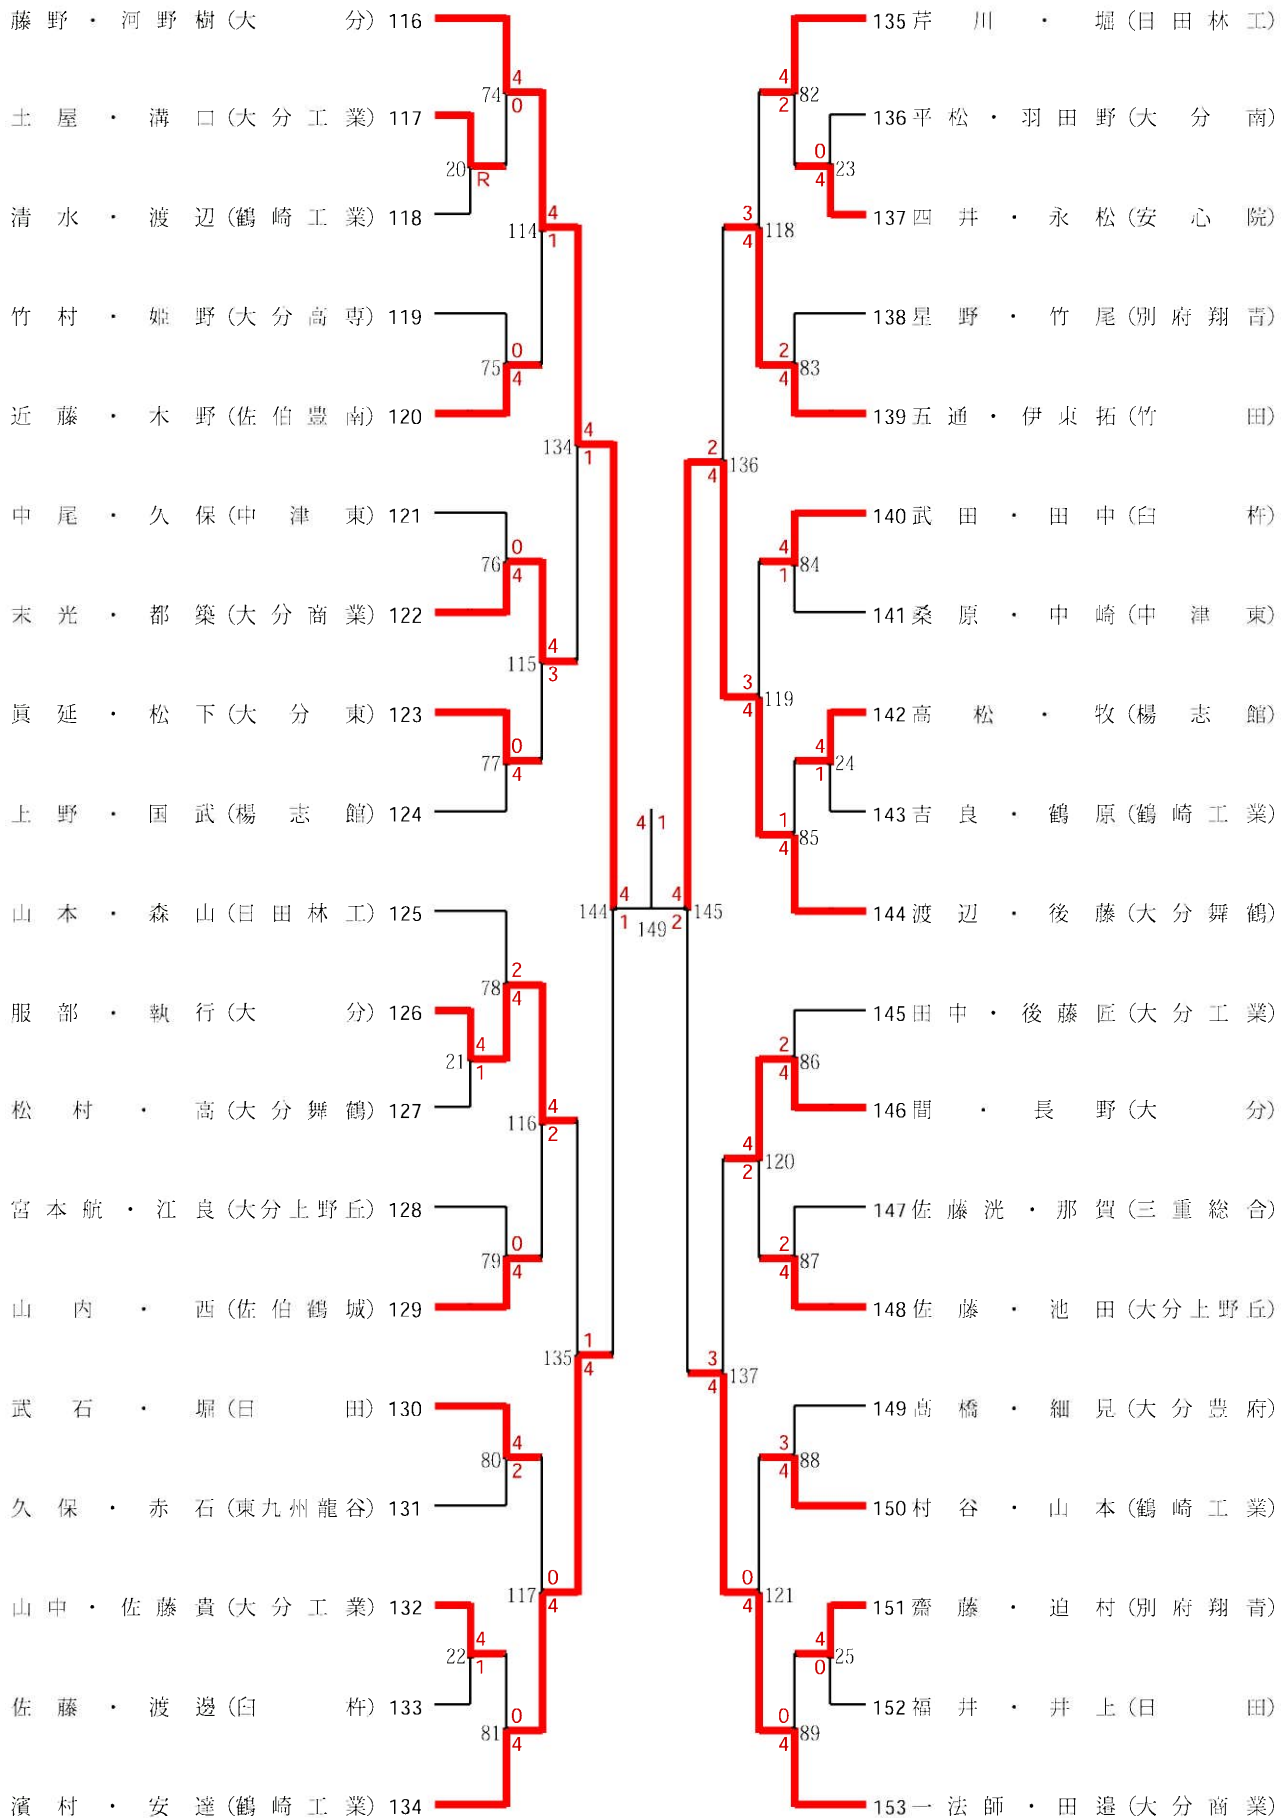 藤野・河野樹(大分) 116
135 芹川・堀(日田林工)
4
74
0
4
82
2
土屋・溝口(大分工業) 117
136 平松・羽田野(大分南)
20
R
0
23
4
清水・渡辺(鶴崎工業) 118
137 四井・永松(安心院)
4
114
1
3
118
4
竹村・姫野(大分高専) 119
138 星野・竹尾(別府翔青)
0
75
4
2
83
4
近藤・木野(佐伯豊南) 120
139 五通・伊東拓(竹田)
4
134
1
2
136
4
中尾・久保(中津東) 121
140 武田・田中(臼杵)
0
76
4
4
84
1
末光・都築(大分商業) 122
141 桑原・中崎(中津東)
4
115
3
3
119
4
眞延・松下(大分東) 123
142 高松・牧(楊志館)
0
77
4
4
24
1
上野・国武(楊志館) 124
143 吉良・鶴原(鶴崎工業)
4 1
1
85
4
山本・森山(日田林工) 125
144 渡辺・後藤(大分舞鶴)
4
144
1
149
4
145
2
2
78
4
服部・執行(大分) 126
145 田中・後藤匠(大分工業)
4
21
1
2
86
4
松村・高(大分舞鶴) 127
146 間・長野(大分)
4
116
2
4
120
2
宮本航・江良(大分上野丘) 128
147 佐藤洸・那賀(三重総合)
0
79
4
2
87
4
山内・西(佐伯鶴城) 129
148 佐藤・池田(大分上野丘)
1
135
4
3
137
4
武石・堀(日田) 130
149 髙橋・細見(大分豊府)
4
80
2
3
88
4
久保・赤石(東九州龍谷) 131
150 村谷・山本(鶴崎工業)
0
117
4
0
121
4
山中・佐藤貴(大分工業) 132
151 齋藤・迫村(別府翔青)
4
22
1
4
25
0
佐藤・渡邊(臼杵) 133
152 福井・井上(日田)
0
81
4
0
89
4
濱村・安達(鶴崎工業) 134
153 一法師・田邉(大分商業)